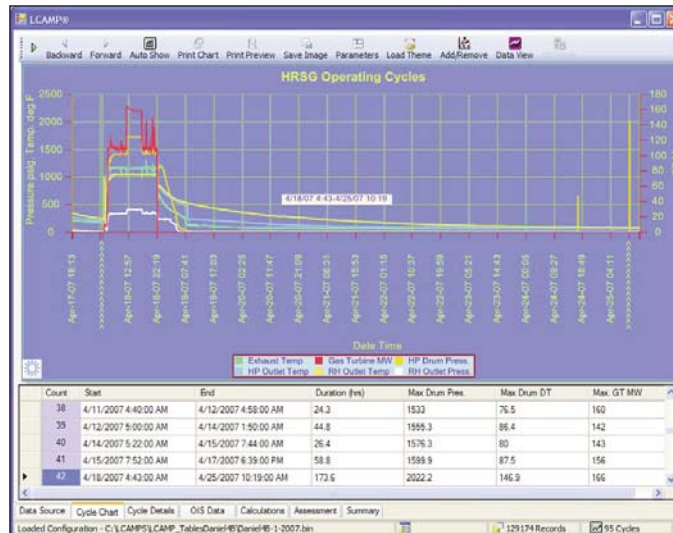 LCAMP®
Backward Forward Auto Show Print Chart Print Preview Save Image Parameters Load Theme Add/Remove Data View
HRSG Operating Cycles
Pressure psig, Temp, deg.F
2500
2000
1500
1000
500
0
180
160
140
120
100
80
60
40
20
0
4/18/07 4:43-4/25/07 10:19
Apr-17-07 18:13
Apr-18-07 12:57
Apr-18-07 22:19
Apr-19-07 07:41
Apr-19-07 17:03
Apr-20-07 02:25
Apr-20-07 11:47
Apr-20-07 21:09
Apr-21-07 06:31
Apr-21-07 15:53
Apr-22-07 01:15
Apr-22-07 10:37
Apr-22-07 19:59
Apr-23-07 05:21
Apr-23-07 14:43
Apr-24-07 00:05
Apr-24-07 09:27
Apr-24-07 18:49
Apr-25-07 04:11
Date Time
Exhaust Temp Gas Turbine MW HP Drum Press.
HP Outlet Temp RH Outlet Temp RH Outlet Press.
Count Start End Duration (hrs) Max Drum Pres. Max Drum DT Max. GT MW
38 4/11/2007 4:40:00 AM 4/12/2007 4:58:00 AM 24.3 1533 76.5 160
39 4/12/2007 5:00:00 AM 4/14/2007 1:50:00 AM 44.8 1555.3 86.4 142
40 4/14/2007 5:22:00 AM 4/15/2007 7:44:00 AM 26.4 1576.3 80 143
41 4/15/2007 7:52:00 AM 4/17/2007 6:39:00 PM 58.8 1599.9 87.5 156
42 4/18/2007 4:43:00 AM 4/25/2007 10:19:00 AM 173.6 2022.2 146.9 166
Data Source Cycle Chart Cycle Details OIS Data Calculations Assessment Summary
Loaded Configuration - C:\LCAMPS\LCAMP_TablesDaniel4B\Daniel4B-1-2007.bin 129174 Records 95 Cycles